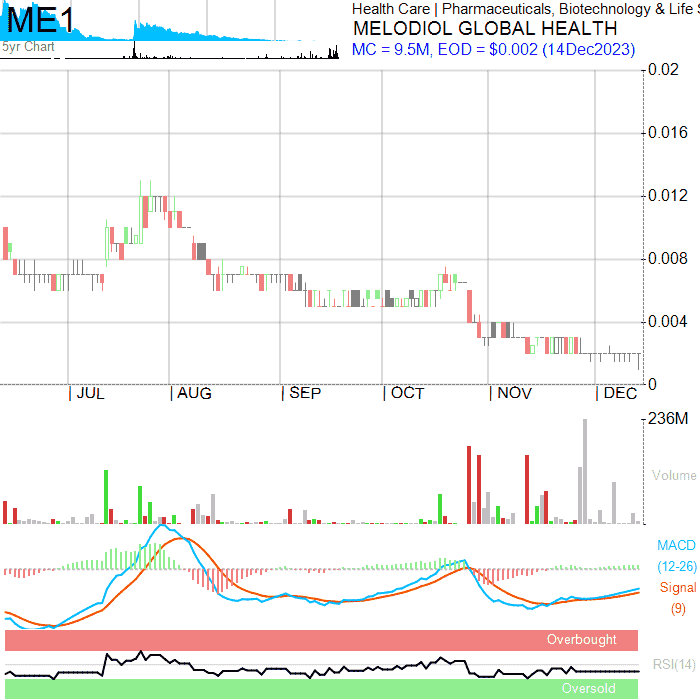 ME1
5yr Chart
Health Care | Pharmaceuticals, Biotechnology & Life S
MELODIOL GLOBAL HEALTH
MC = 9.5M, EOD = $0.002 (14Dec2023)
0.02
0.016
0.012
0.008
0.004
0
JUL AUG SEP OCT NOV DEC
236M
Volume
MACD
(12-26)
Signal
(9)
Overbought
RSI(14)
Oversold